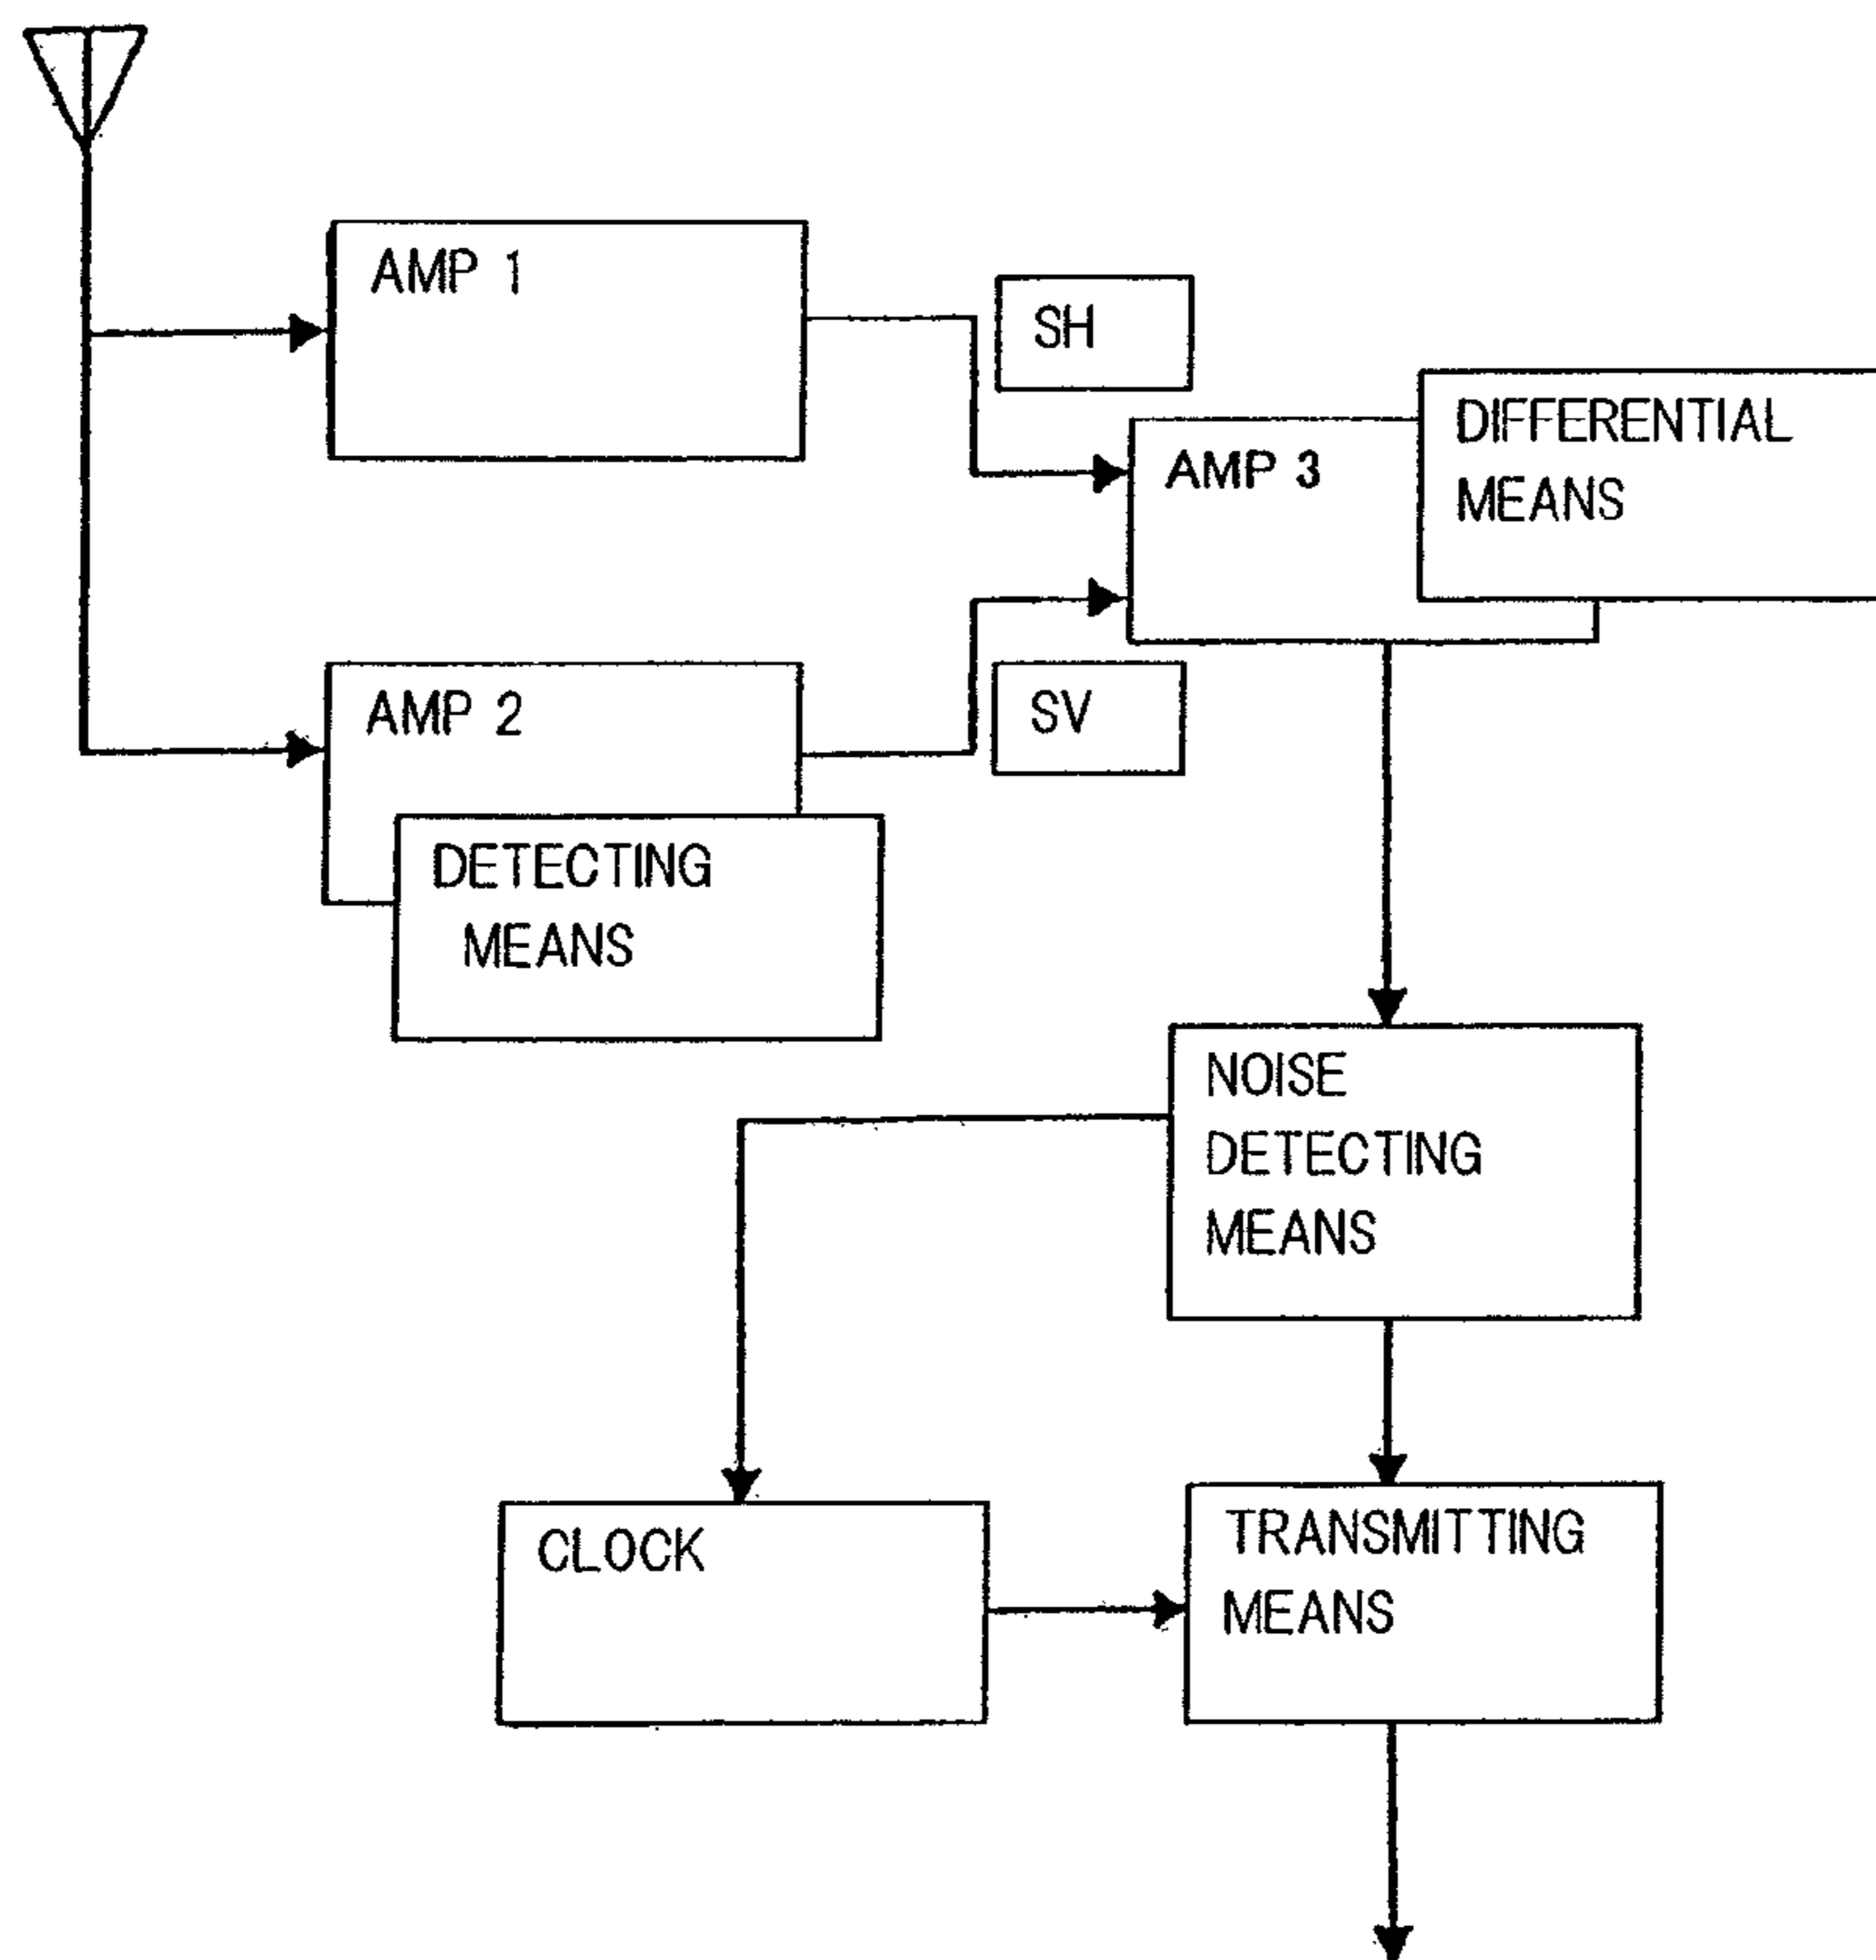 AMP 1
SH
DIFFERENTIAL
MEANS
AMP 3
AMP 2
SV
DETECTING
MEANS
NOISE
DETECTING
MEANS
CLOCK
TRANSMITTING
MEANS